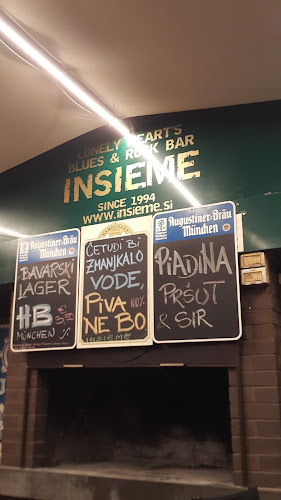 LONELY HEART'S
BLUES & ROCK BAR
INSIEME
SINCE 1994
www.insieme.si
Augustiner-Bräu
München
BAVARSKI
LAGER
HB
MÜNCHEN
ČETUDI BI
ZMANJKALO
VODE,
PIVA 100%
NE BO
INSIEME
Augustiner-Bräu
München
PIADINA
PRŠUT
& SIR